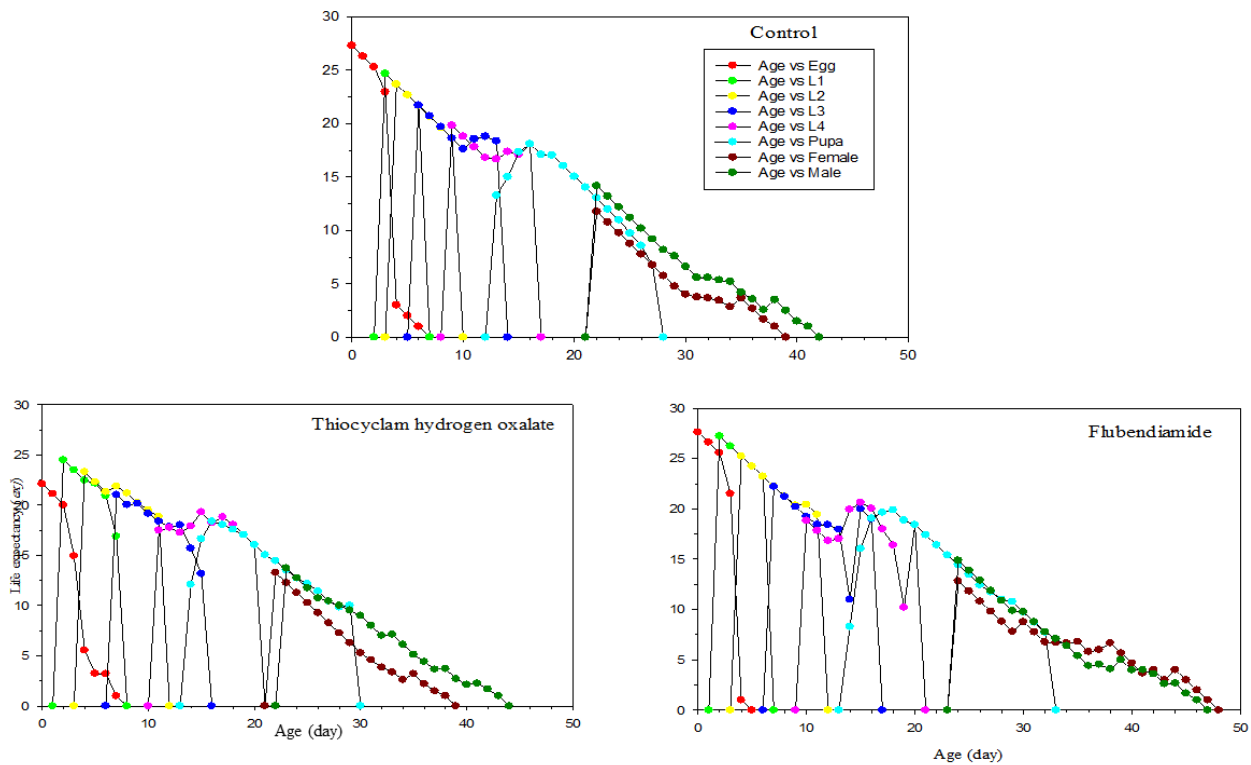 Control
Age vs Egg
Age vs L1
Age vs L2
Age vs L3
Age vs L4
Age vs Pupa
Age vs Female
Age vs Male
30
25
20
15
10
5
0
0 10 20 30 40 50
Thiocyclam hydrogen oxalate
Life expectancy
30
25
20
15
10
5
0
0 10 20 30 40 50
Age (day)
Flubendiamide
30
25
20
15
10
5
0
0 10 20 30 40 50
Age (day)